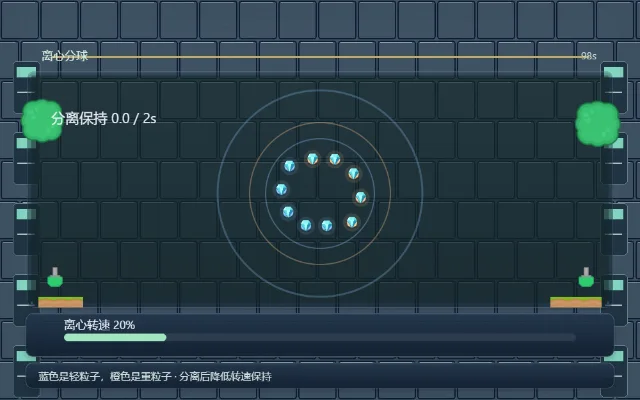 离心分球
98s
分离保持 0.0 / 2s
离心转速 20%
蓝色是轻粒子，橙色是重粒子 · 分离后降低转速保持